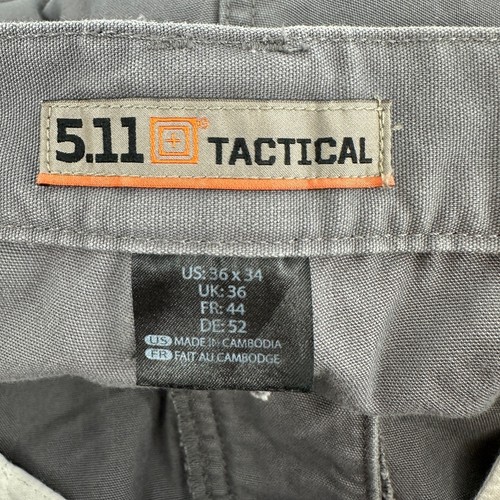 5.11 TACTICAL
US: 36 x 34
UK: 36
FR: 44
DE: 52
US MADE IN CAMBODIA
FR FAIT AU CAMBODGE